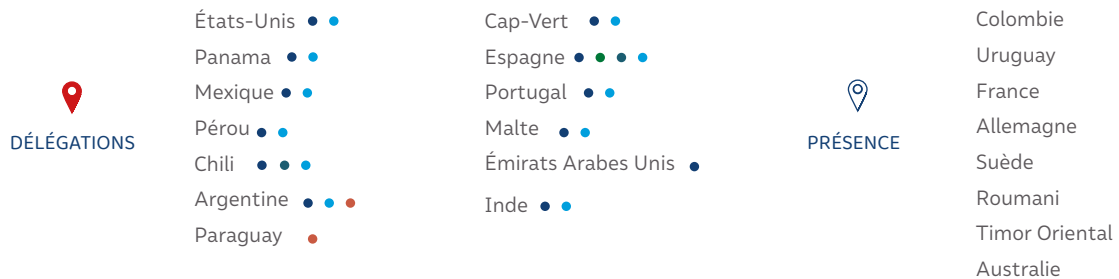 DÉLÉGATIONS
États-Unis
Panama
Mexique
Pérou
Chili
Argentine
Paraguay
Cap-Vert
Espagne
Portugal
Malte
Émirats Arabes Unis
Inde
PRÉSENCE
Colombie
Uruguay
France
Allemagne
Suède
Roumani
Timor Oriental
Australie